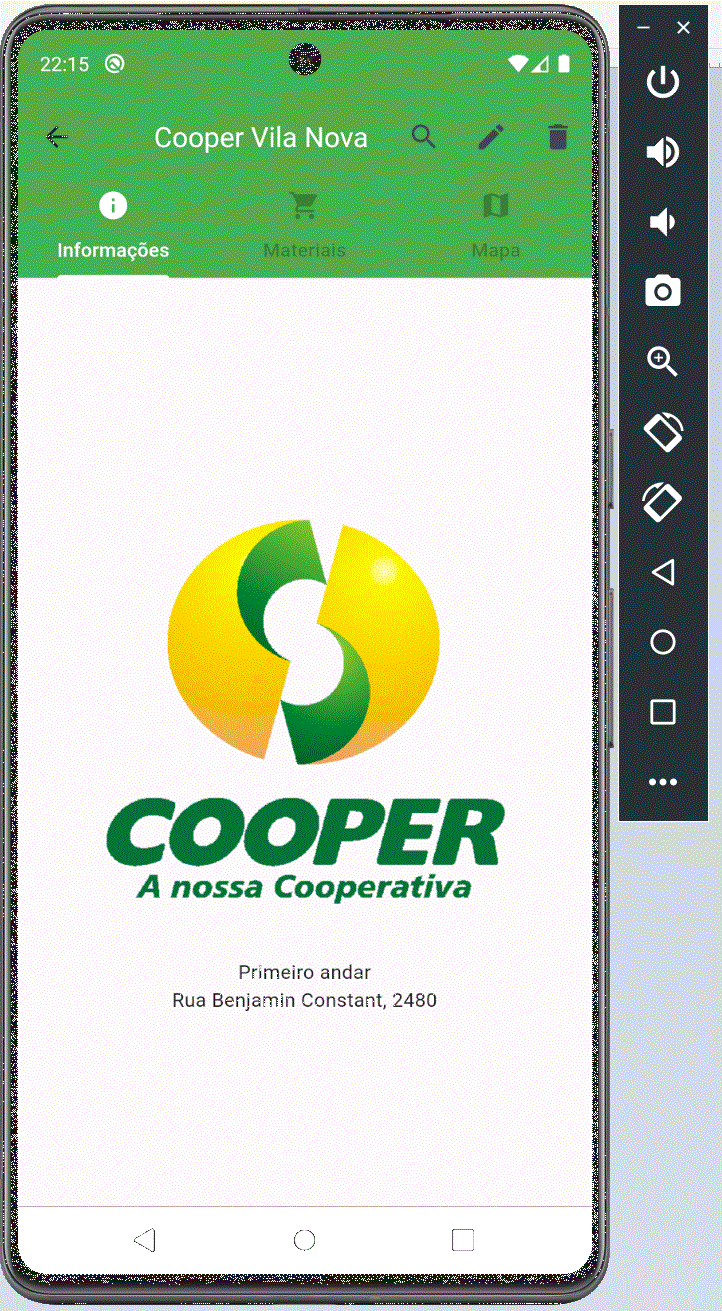 22:15
Cooper Vila Nova
Informações
Materiais
Mapa
COOPER
A nossa Cooperativa
Primeiro andar
Rua Benjamin Constant, 2480